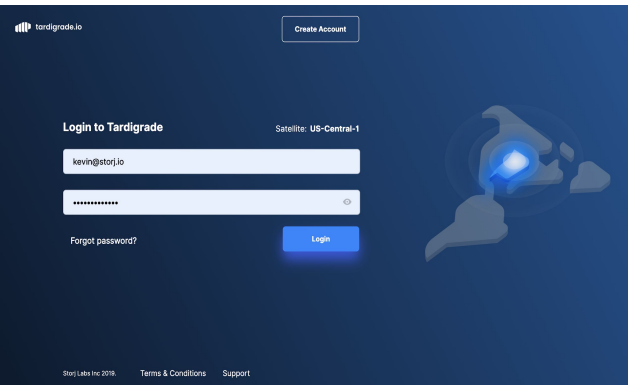 tardigrade.io
Create Account
Login to Tardigrade
Satellite: US-Central-1
kevin@storj.io
•••••••••••••
Forgot password?
Login
Storj Labs Inc 2019. Terms & Conditions Support